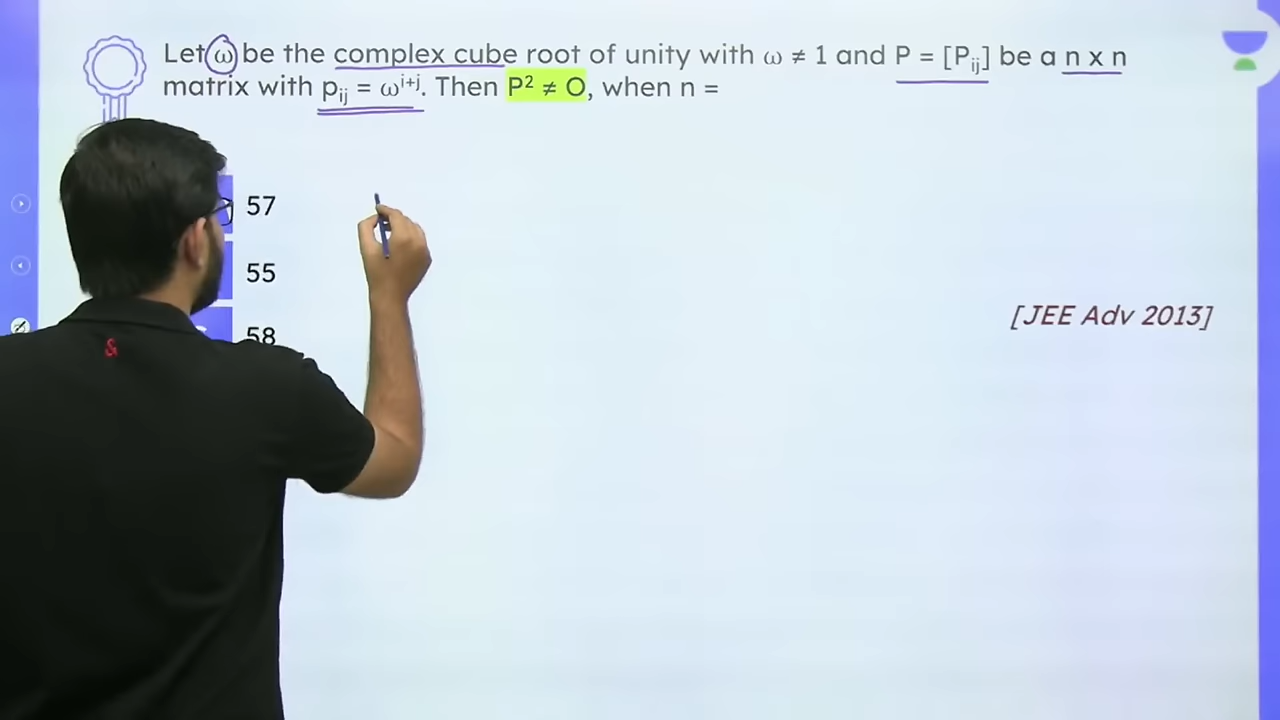 Let ω be the complex cube root of unity with ω ≠ 1 and P = [Pᵢⱼ] be a n x n
matrix with pᵢⱼ = ωⁱ⁺ʲ. Then P² ≠ O, when n =
57
55
58
[JEE Adv 2013]
&